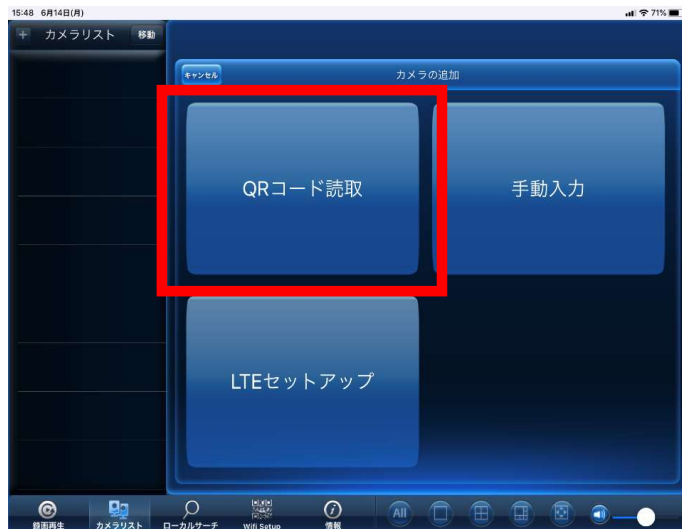 15:48 6月14日(月)
71%
+ カメラリスト 移動
キャンセル カメラの追加
QRコード読取
手動入力
LTEセットアップ
録画再生 カメラリスト ローカルサーチ Wifi Setup 情報 All